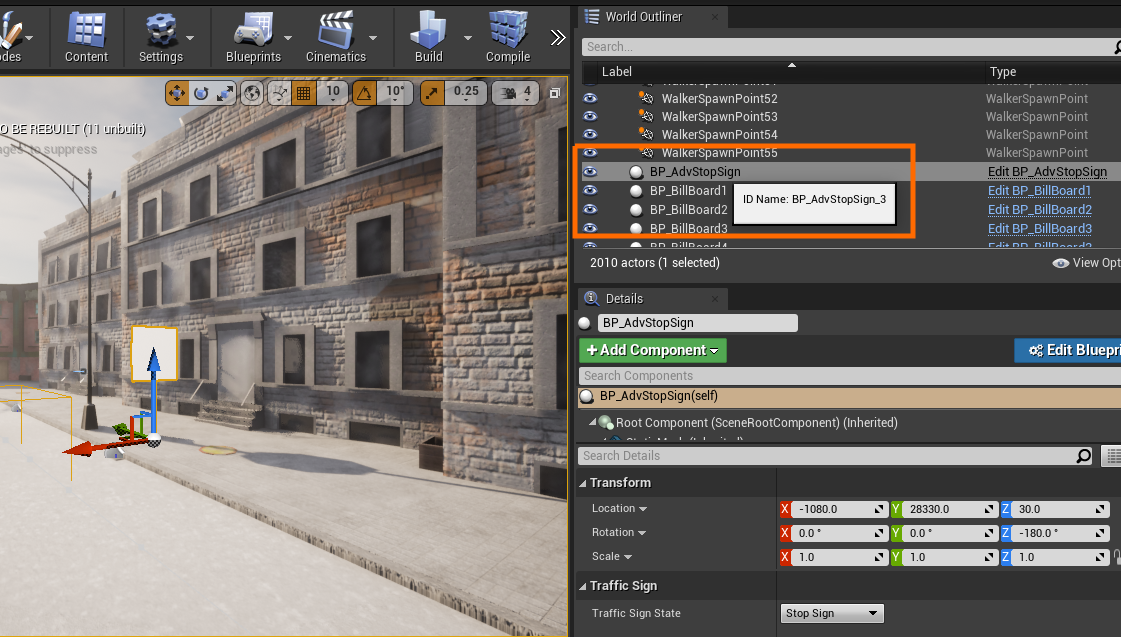 odes
Content
Settings
Blueprints
Cinematics
Build
Compile
10
10°
0.25
4
O BE REBUILT (11 unbuilt)
ages' to suppress
World Outliner
Search...
Label
Type
WalkerSpawnPoint52
WalkerSpawnPoint
WalkerSpawnPoint53
WalkerSpawnPoint
WalkerSpawnPoint54
WalkerSpawnPoint
WalkerSpawnPoint55
WalkerSpawnPoint
BP_AdvStopSign
Edit BP_AdvStopSign
BP_BillBoard1
Edit BP_BillBoard1
ID Name: BP_AdvStopSign_3
BP_BillBoard2
Edit BP_BillBoard2
BP_BillBoard3
Edit BP_BillBoard3
BP_BillBoard4
2010 actors (1 selected)
View Opt
Details
BP_AdvStopSign
+Add Component
Edit Bluepri
Search Components
BP_AdvStopSign(self)
Root Component (SceneRootComponent) (Inherited)
Search Details
Transform
Location
X -1080.0
Y 28330.0
Z 30.0
Rotation
X 0.0 °
Y 0.0 °
Z -180.0 °
Scale
X 1.0
Y 1.0
Z 1.0
Traffic Sign
Traffic Sign State
Stop Sign